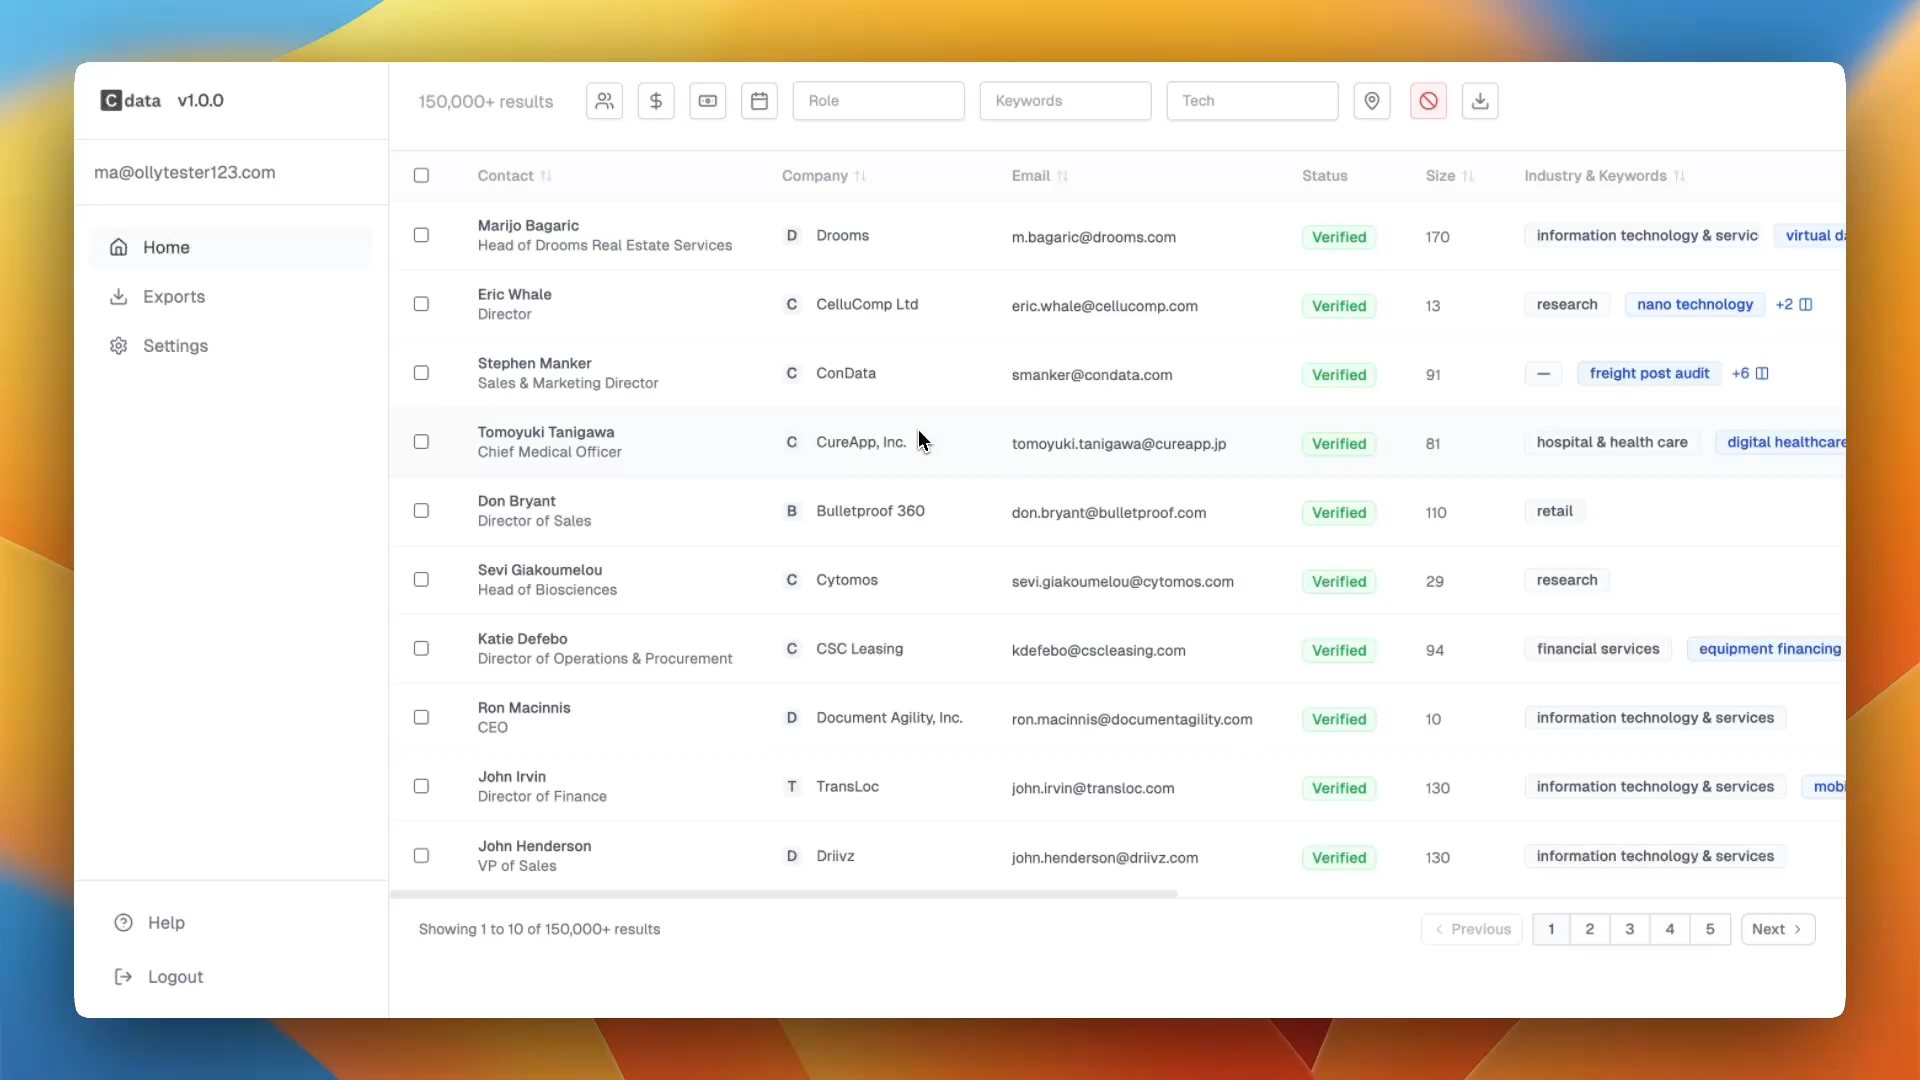 C data v1.0.0
150,000+ results
Role
Keywords
Tech
ma@ollytester123.com
Home
Exports
Settings
Contact Company Email Status Size Industry & Keywords
Marijo Bagaric
Head of Drooms Real Estate Services
D Drooms
m.bagaric@drooms.com
Verified
170
information technology & servic
virtual da
Eric Whale
Director
C CelluComp Ltd
eric.whale@cellucomp.com
Verified
13
research
nano technology
+2
Stephen Manker
Sales & Marketing Director
C ConData
smanker@condata.com
Verified
91
—
freight post audit
+6
Tomoyuki Tanigawa
Chief Medical Officer
C CureApp, Inc.
tomoyuki.tanigawa@cureapp.jp
Verified
81
hospital & health care
digital healthcare
Don Bryant
Director of Sales
B Bulletproof 360
don.bryant@bulletproof.com
Verified
110
retail
Sevi Giakoumelou
Head of Biosciences
C Cytomos
sevi.giakoumelou@cytomos.com
Verified
29
research
Katie Defebo
Director of Operations & Procurement
C CSC Leasing
kdefebo@cscleasing.com
Verified
94
financial services
equipment financing
Ron Macinnis
CEO
D Document Agility, Inc.
ron.macinnis@documentagility.com
Verified
10
information technology & services
John Irvin
Director of Finance
T TransLoc
john.irvin@transloc.com
Verified
130
information technology & services
mobi
John Henderson
VP of Sales
D Driivz
john.henderson@driivz.com
Verified
130
information technology & services
Help
Logout
Showing 1 to 10 of 150,000+ results
Previous 1 2 3 4 5 Next